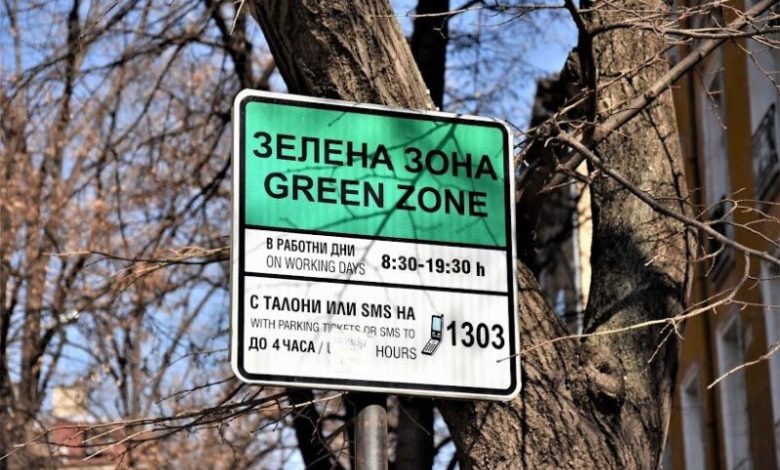 ЗЕЛЕНА ЗОНА
GREEN ZONE
В РАБОТНИ ДНИ
ON WORKING DAYS
8:30-19:30 h
С ТАЛОНИ ИЛИ SMS НА
WITH PARKING TICKETS OR SMS TO
1303
ДО 4 ЧАСА / HOURS